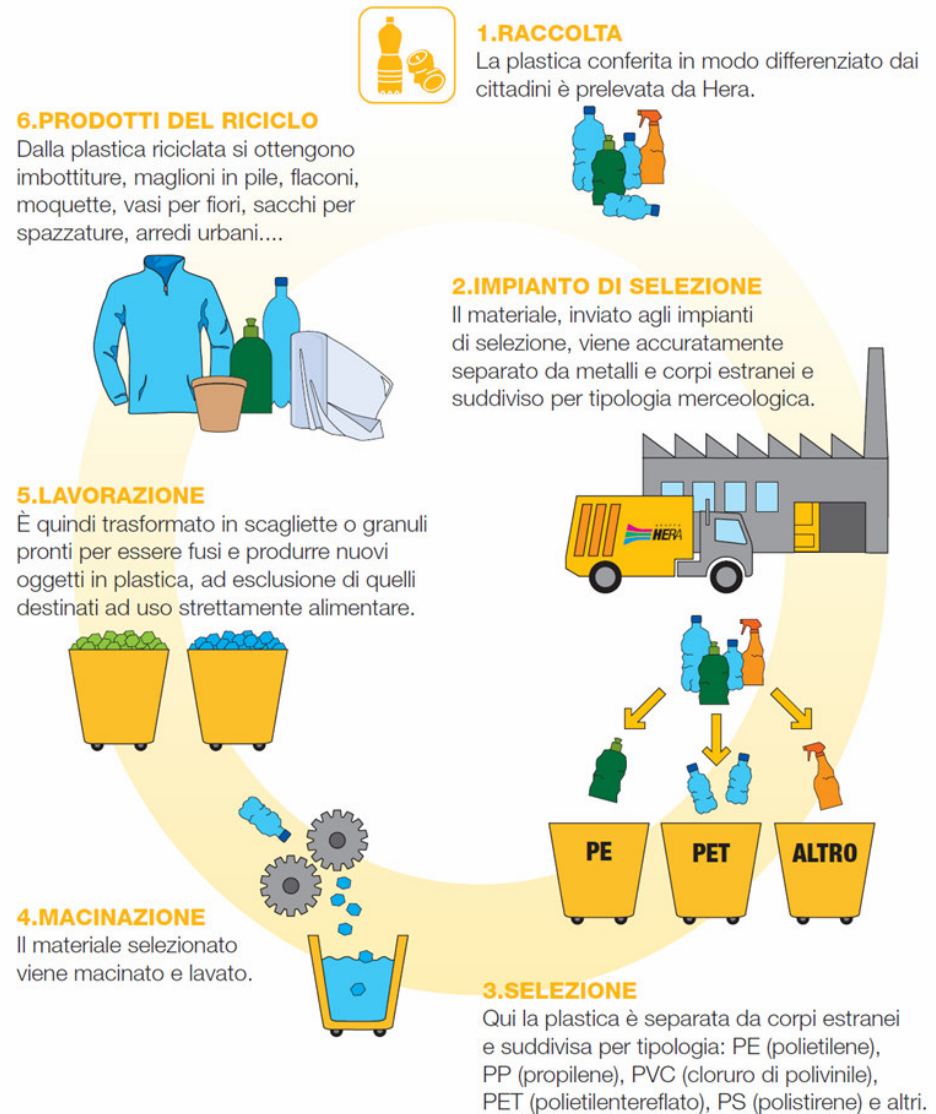 1.RACCOLTA
La plastica conferita in modo differenziato dai
cittadini è prelevata da Hera.
2.IMPIANTO DI SELEZIONE
Il materiale, inviato agli impianti
di selezione, viene accuratamente
separato da metalli e corpi estranei e
suddiviso per tipologia merceologica.
GRUPPO
HERA
PE
PET
ALTRO
3.SELEZIONE
Qui la plastica è separata da corpi estranei
e suddivisa per tipologia: PE (polietilene),
PP (propilene), PVC (cloruro di polivinile),
PET (polietilentereflato), PS (polistirene) e altri.
4.MACINAZIONE
Il materiale selezionato
viene macinato e lavato.
5.LAVORAZIONE
È quindi trasformato in scagliette o granuli
pronti per essere fusi e produrre nuovi
oggetti in plastica, ad esclusione di quelli
destinati ad uso strettamente alimentare.
6.PRODOTTI DEL RICICLO
Dalla plastica riciclata si ottengono
imbottiture, maglioni in pile, flaconi,
moquette, vasi per fiori, sacchi per
spazzature, arredi urbani....